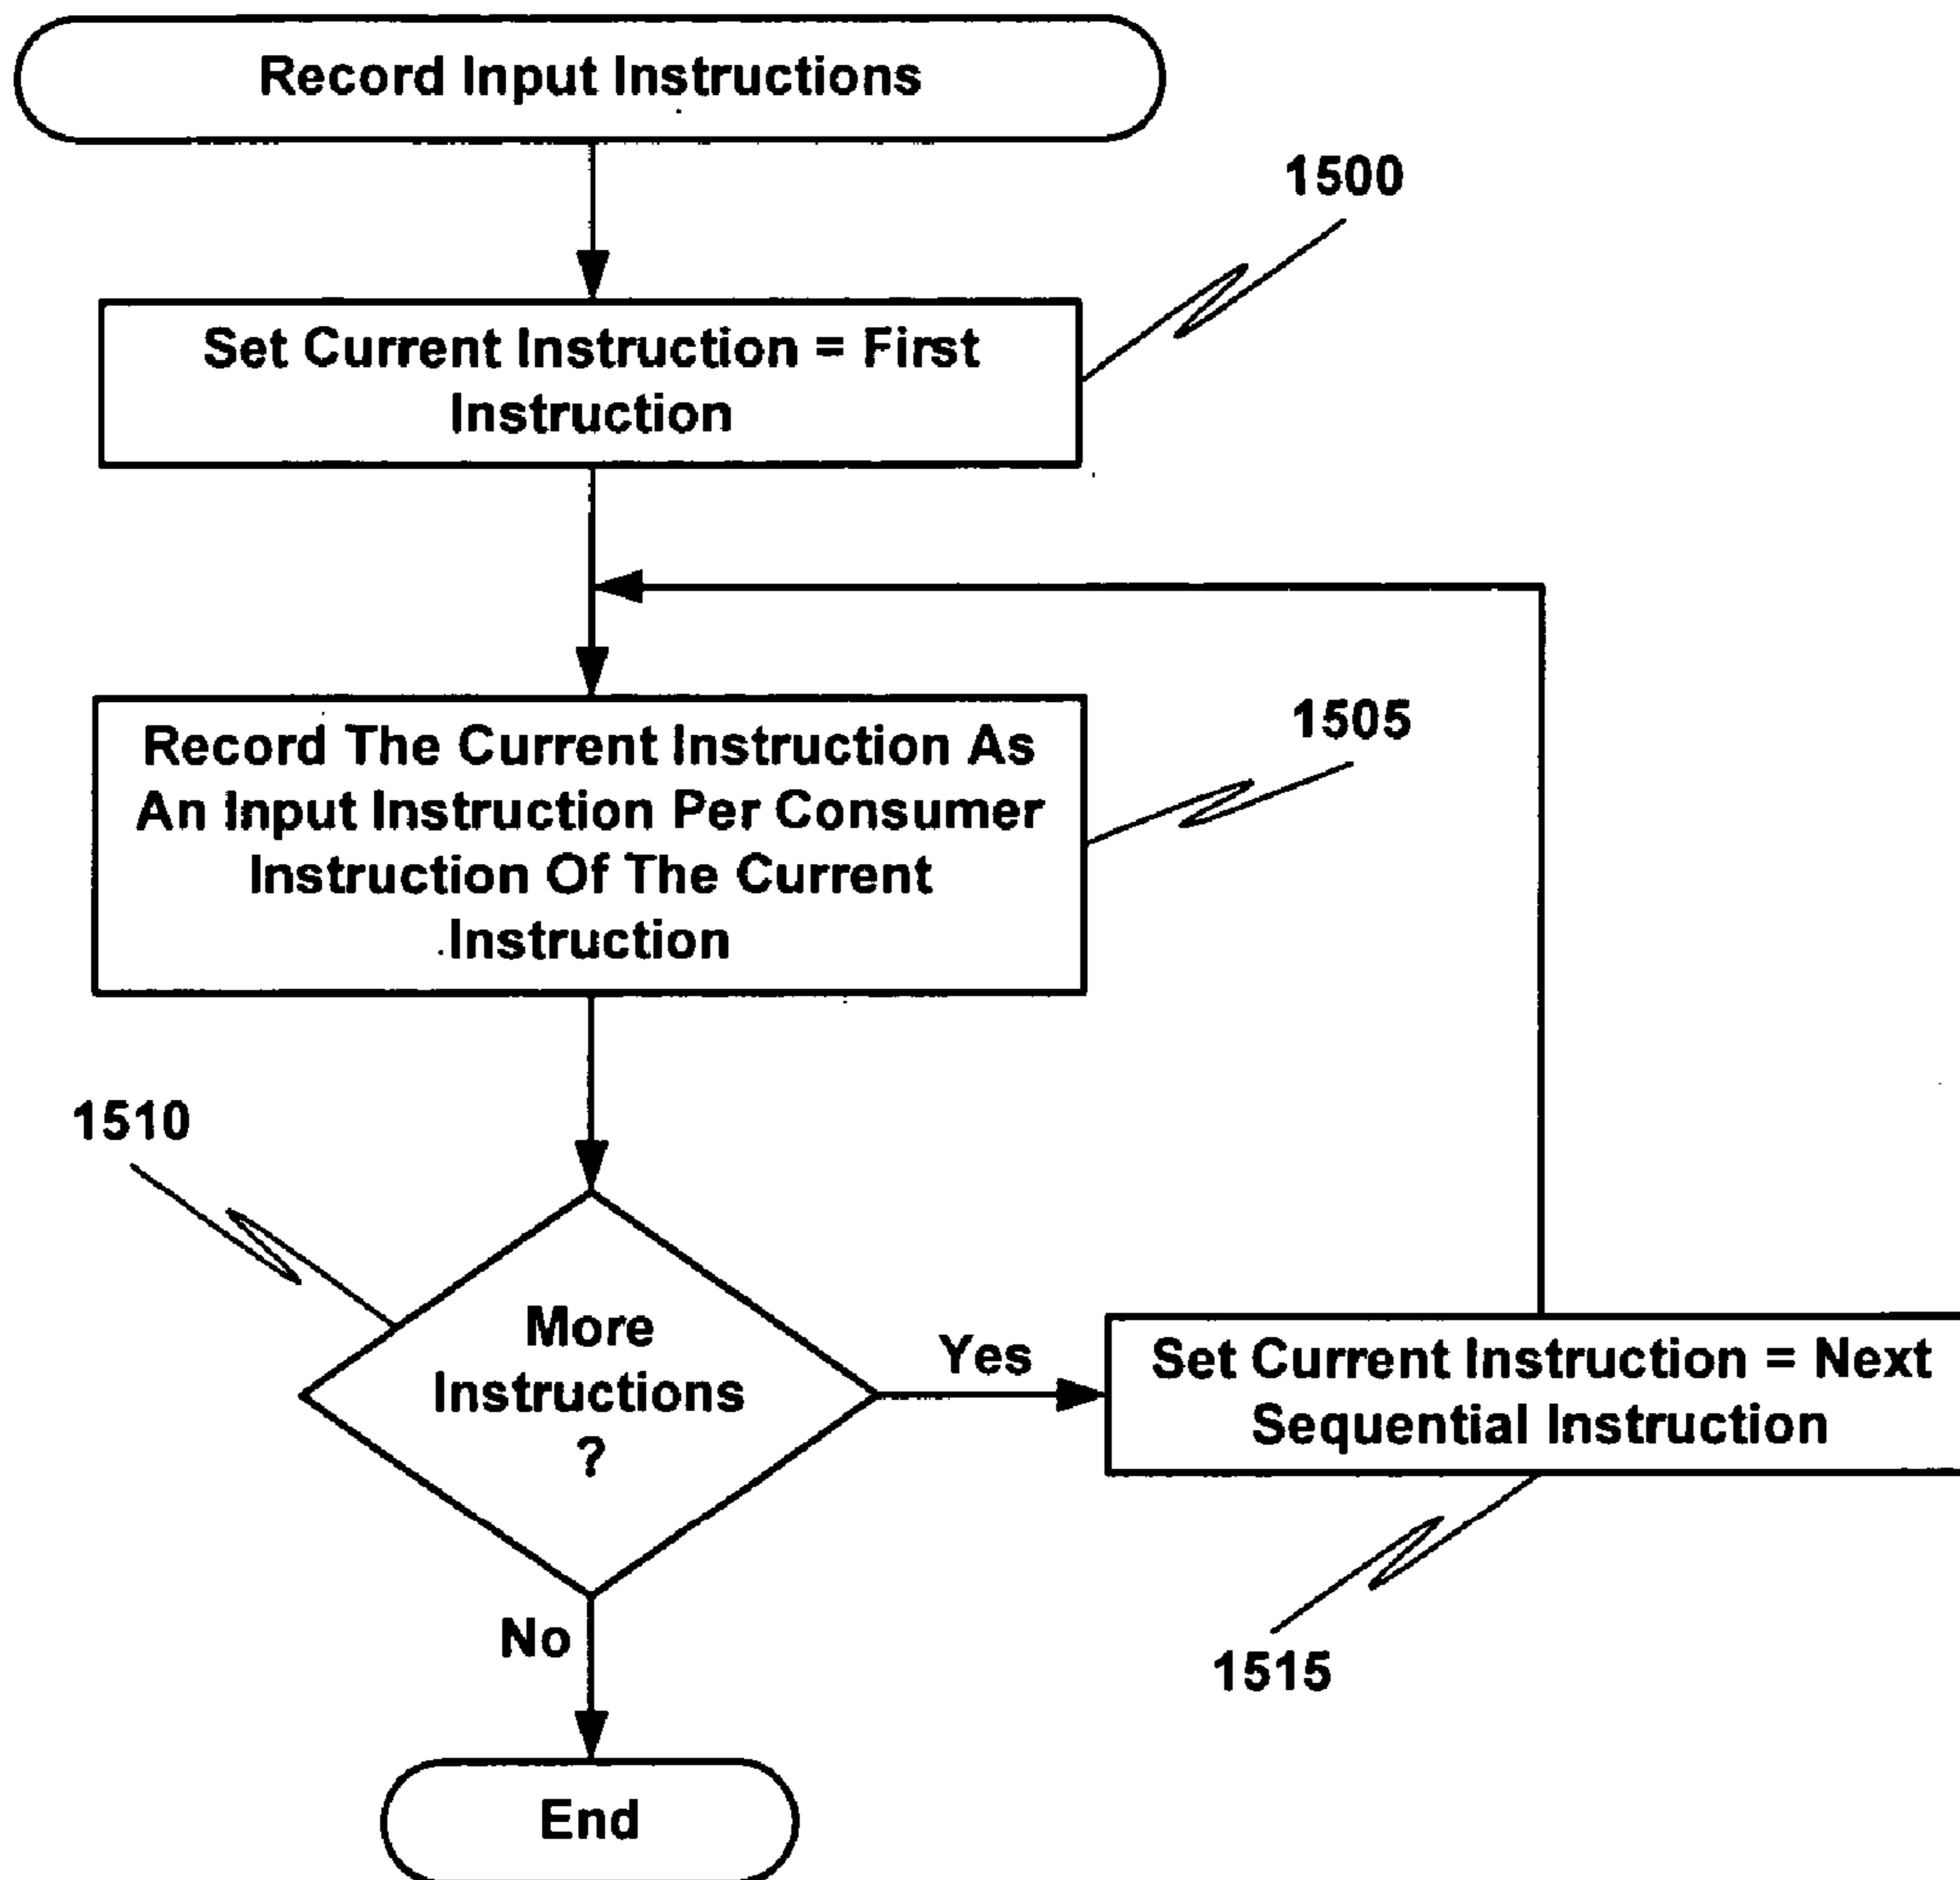 Record Input Instructions
1500
Set Current Instruction = First
Instruction
1505
Record The Current Instruction As
An Input Instruction Per Consumer
Instruction Of The Current
Instruction
1510
More
Instructions
?
Yes
Set Current Instruction = Next
Sequential Instruction
No
1515
End